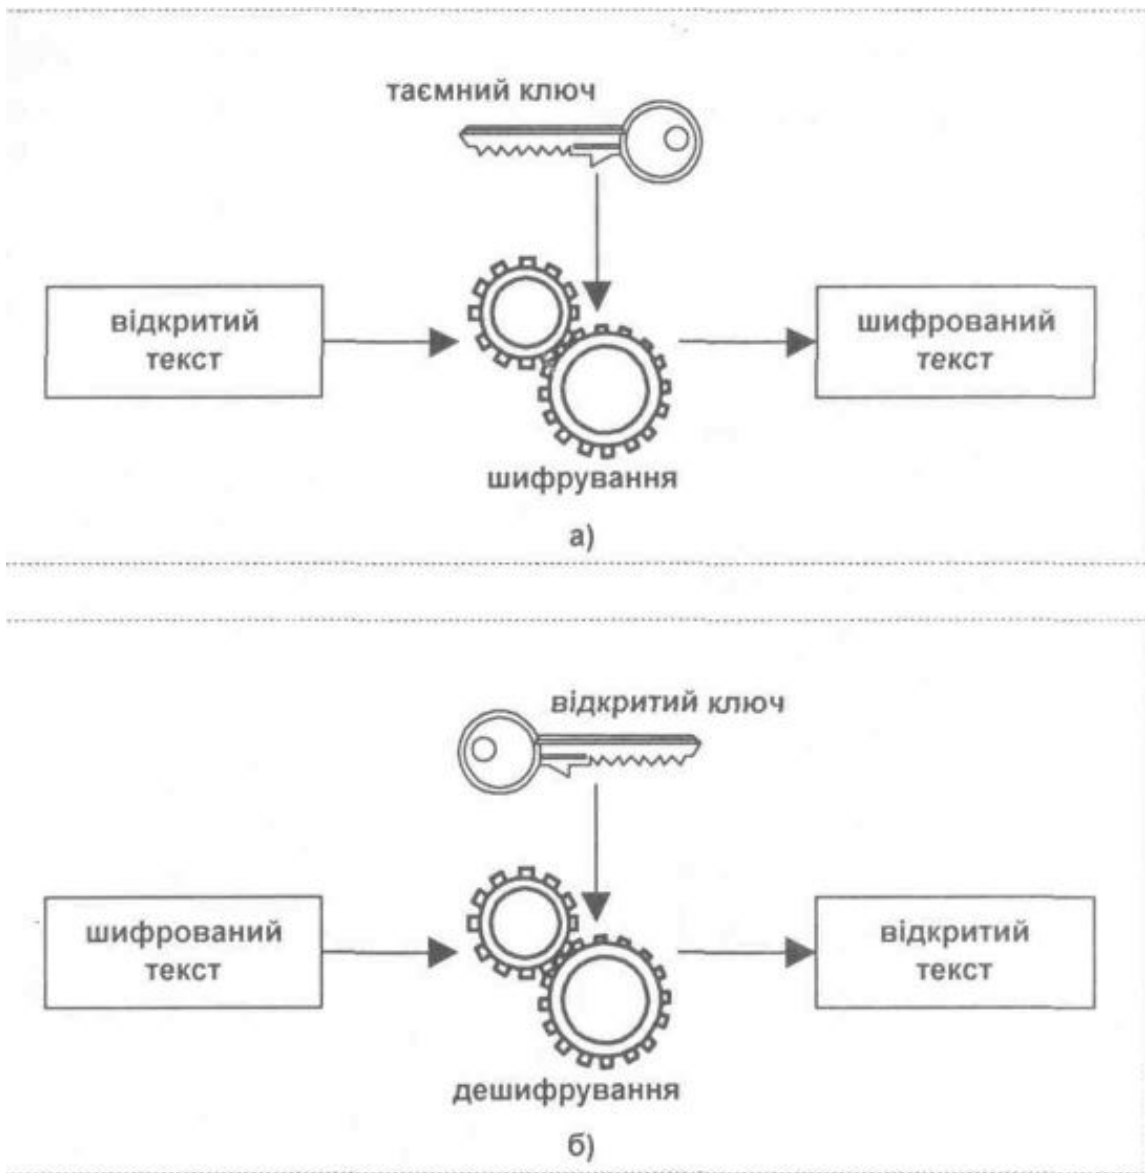 таємний ключ
відкритий
текст
шифрований
текст
шифрування
а)
відкритий ключ
шифрований
текст
відкритий
текст
дешифрування
б)